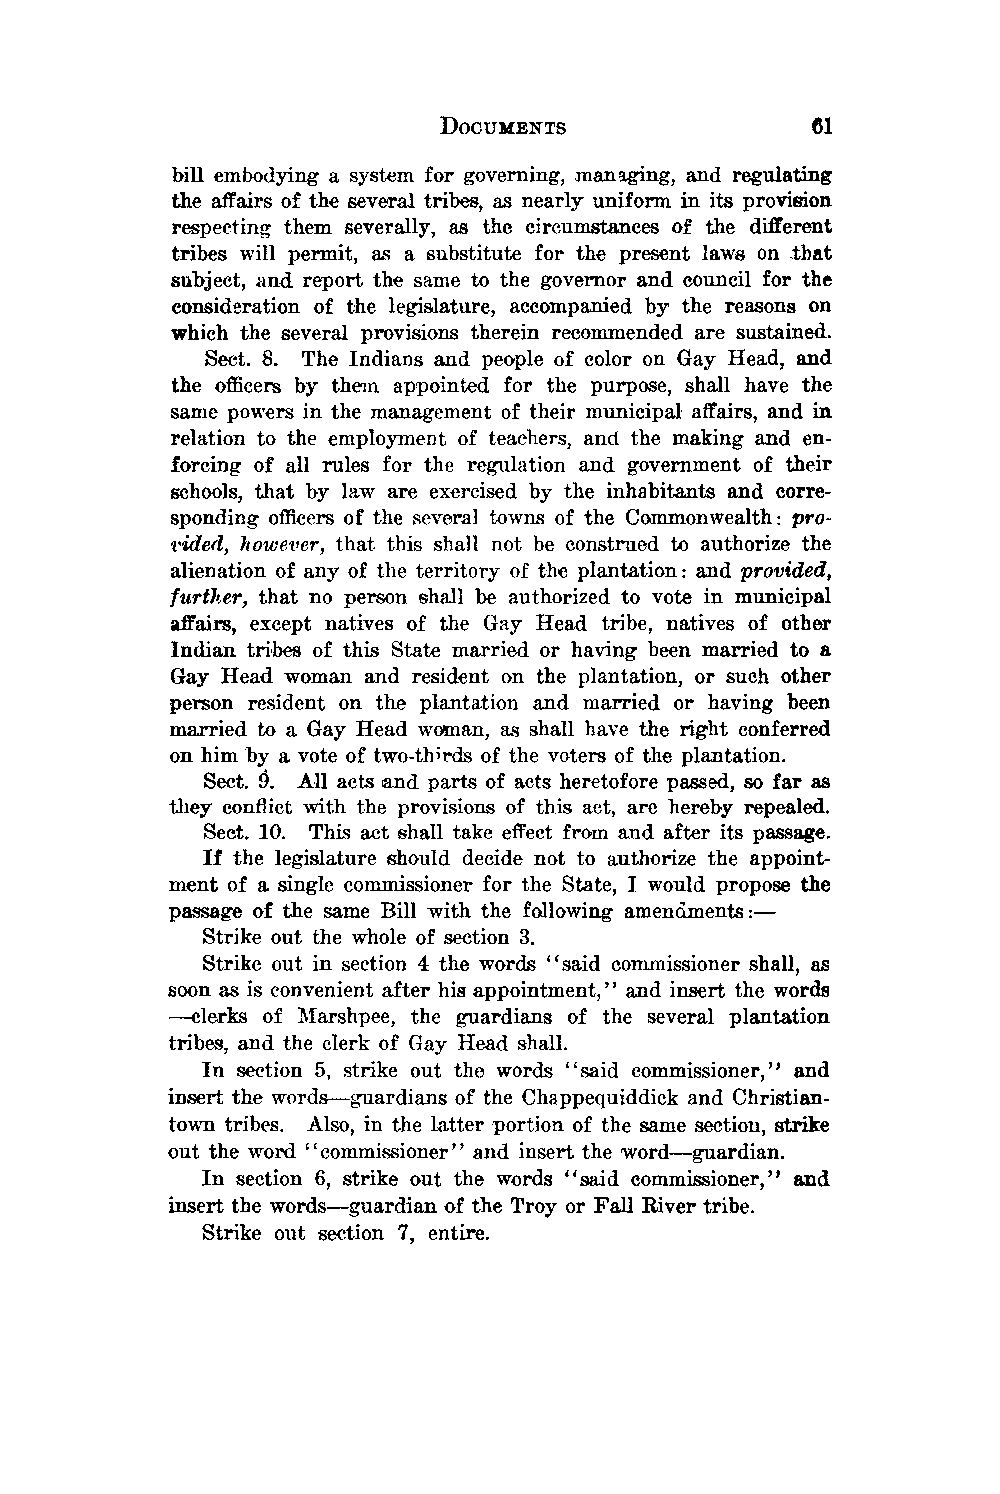 DOCUMENTS 61
bill embodying a system for governing, managing, and regulating
the affairs of the several tribes, as nearly uniform in its provision
respecting them severally, as the circumstances of the different
tribes will permit, as a substitute for the present laws on that
subject, and report the same to the governor and council for the
consideration of the legislature, accompanied by the reasons on
which the several provisions therein recommended are sustained.
Sect. 8. The Indians and people of color on Gay Head, and
the officers by them appointed for the purpose, shall have the
same powers in the management of their municipal affairs, and in
relation to the employment of teachers, and the making and en-
forcing of all rules for the regulation and government of their
schools, that by law are exercised by the inhabitants and corre-
sponding officers of the several towns of the Commonwealth: pro-
vided, however, that this shall not be construed to authorize the
alienation of any of the territory of the plantation: and provided,
further, that no person shall be authorized to vote in municipal
affairs, except natives of the Gay Head tribe, natives of other
Indian tribes of this State married or having been married to a
Gay Head woman and resident on the plantation, or such other
person resident on the plantation and married or having been
married to a Gay Head woman, as shall have the right conferred
on him by a vote of two-thirds of the voters of the plantation.
Sect. 9. All acts and parts of acts heretofore passed, so far as
they conflict with the provisions of this act, are hereby repealed.
Sect. 10. This act shall take effect from and after its passage.
If the legislature should decide not to authorize the appoint-
ment of a single commissioner for the State, I would propose the
passage of the same Bill with the following amendments:—
Strike out the whole of section 3.
Strike out in section 4 the words "said commissioner shall, as
soon as is convenient after his appointment," and insert the words
—clerks of Marshpee, the guardians of the several plantation
tribes, and the clerk of Gay Head shall.
In section 5, strike out the words "said commissioner," and
insert the words—guardians of the Chappequiddick and Christian-
town tribes. Also, in the latter portion of the same section, strike
out the word "commissioner" and insert the word—guardian.
In section 6, strike out the words "said commissioner," and
insert the words—guardian of the Troy or Fall River tribe.
Strike out section 7, entire.